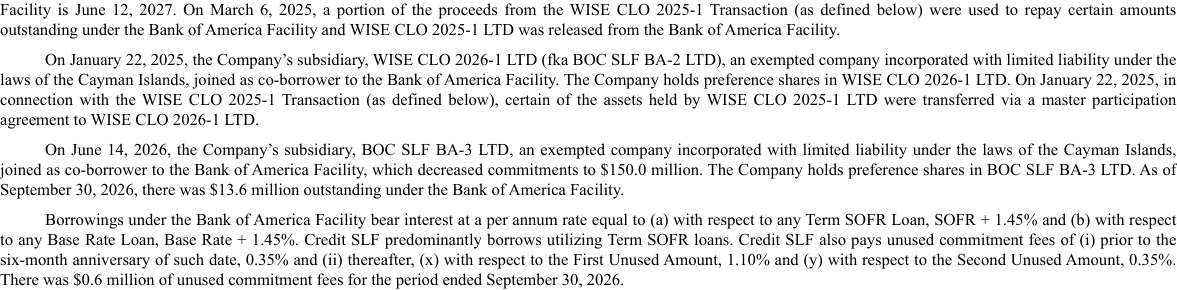 Facility is June 12, 2027. On March 6, 2025, a portion of the proceeds from the WISE CLO 2025-1 Transaction (as defined below) were used to repay certain amounts
outstanding under the Bank of America Facility and WISE CLO 2025-1 LTD was released from the Bank of America Facility.
On January 22, 2025, the Company's subsidiary, WISE CLO 2026-1 LTD (fka BOC SLF BA-2 LTD), an exempted company incorporated with limited liability under the
laws of the Cayman Islands, joined as co-borrower to the Bank of America Facility. The Company holds preference shares in WISE CLO 2026-1 LTD. On January 22, 2025, in
connection with the WISE CLO 2025-1 Transaction (as defined below), certain of the assets held by WISE CLO 2025-1 LTD were transferred via a master participation
agreement to WISE CLO 2026-1 LTD.
On June 14, 2026, the Company's subsidiary, BOC SLF BA-3 LTD, an exempted company incorporated with limited liability under the laws of the Cayman Islands,
joined as co-borrower to the Bank of America Facility, which decreased commitments to $150.0 million. The Company holds preference shares in BOC SLF BA-3 LTD. As of
September 30, 2026, there was $13.6 million outstanding under the Bank of America Facility.
Borrowings under the Bank of America Facility bear interest at a per annum rate equal to (a) with respect to any Term SOFR Loan, SOFR + 1.45% and (b) with respect
to any Base Rate Loan, Base Rate + 1.45%. Credit SLF predominantly borrows utilizing Term SOFR loans. Credit SLF also pays unused commitment fees of (i) prior to the
six-month anniversary of such date, 0.35% and (ii) thereafter, (x) with respect to the First Unused Amount, 1.10% and (y) with respect to the Second Unused Amount, 0.35%.
There was $0.6 million of unused commitment fees for the period ended September 30, 2026.